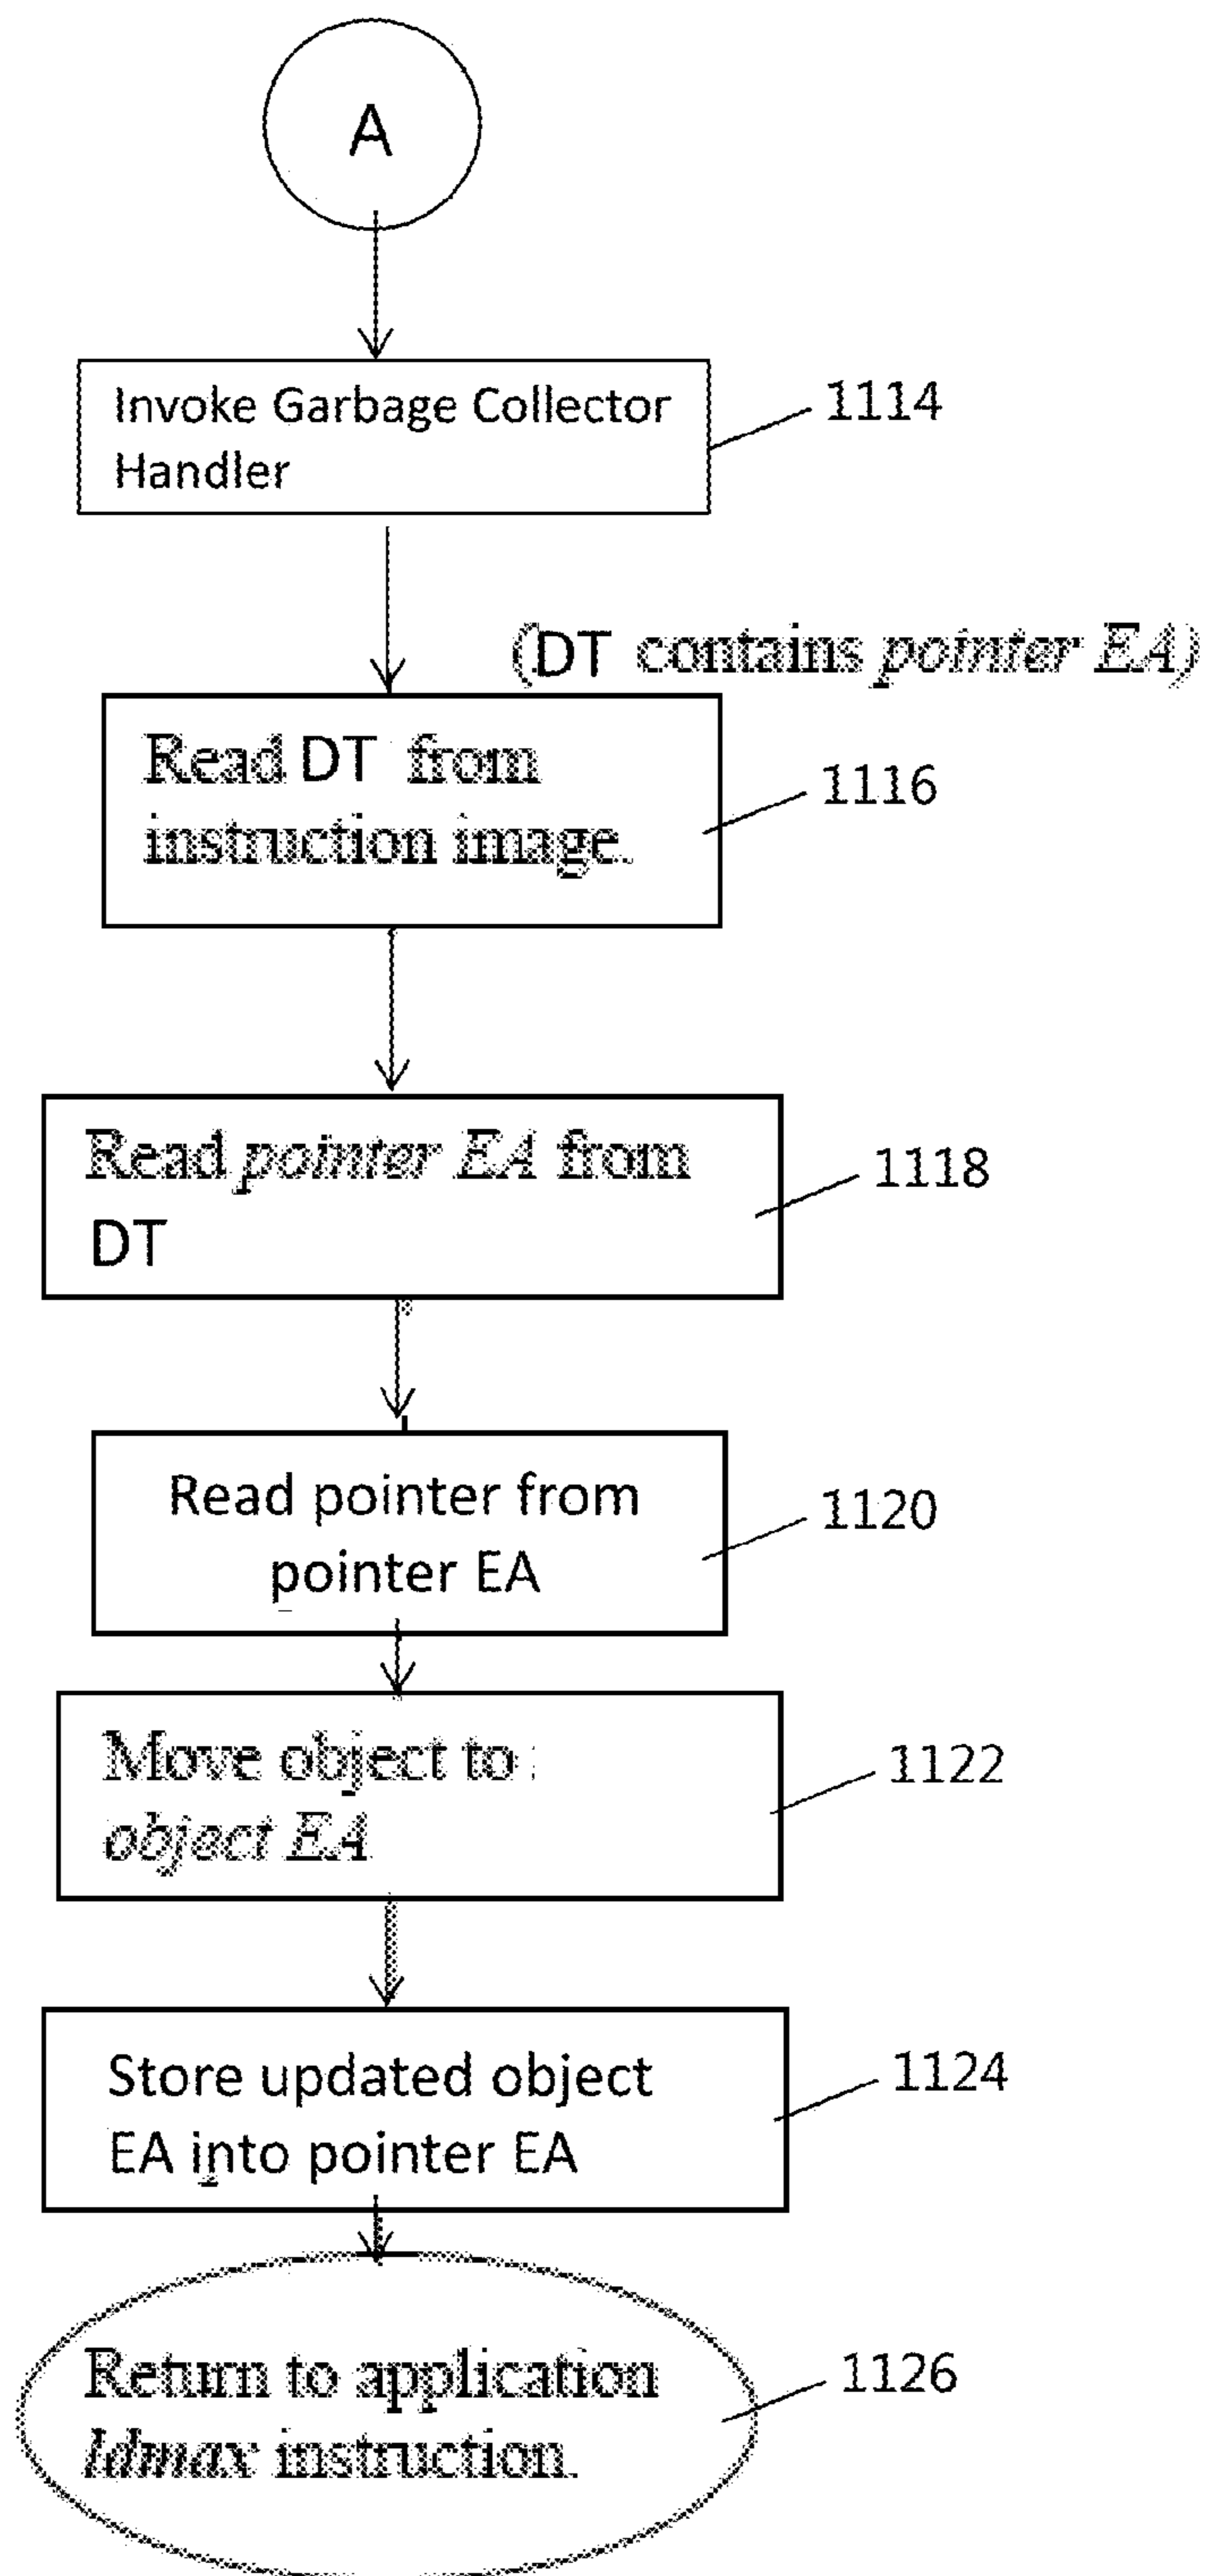 A
Invoke Garbage Collector
Handler
1114
(DT contains pointer EA)
Read DT from
instruction image.
1116
Read pointer EA from
DT
1118
Read pointer from
pointer EA
1120
Move object to
object EA
1122
Store updated object
EA into pointer EA
1124
Return to application
ldmax instruction.
1126